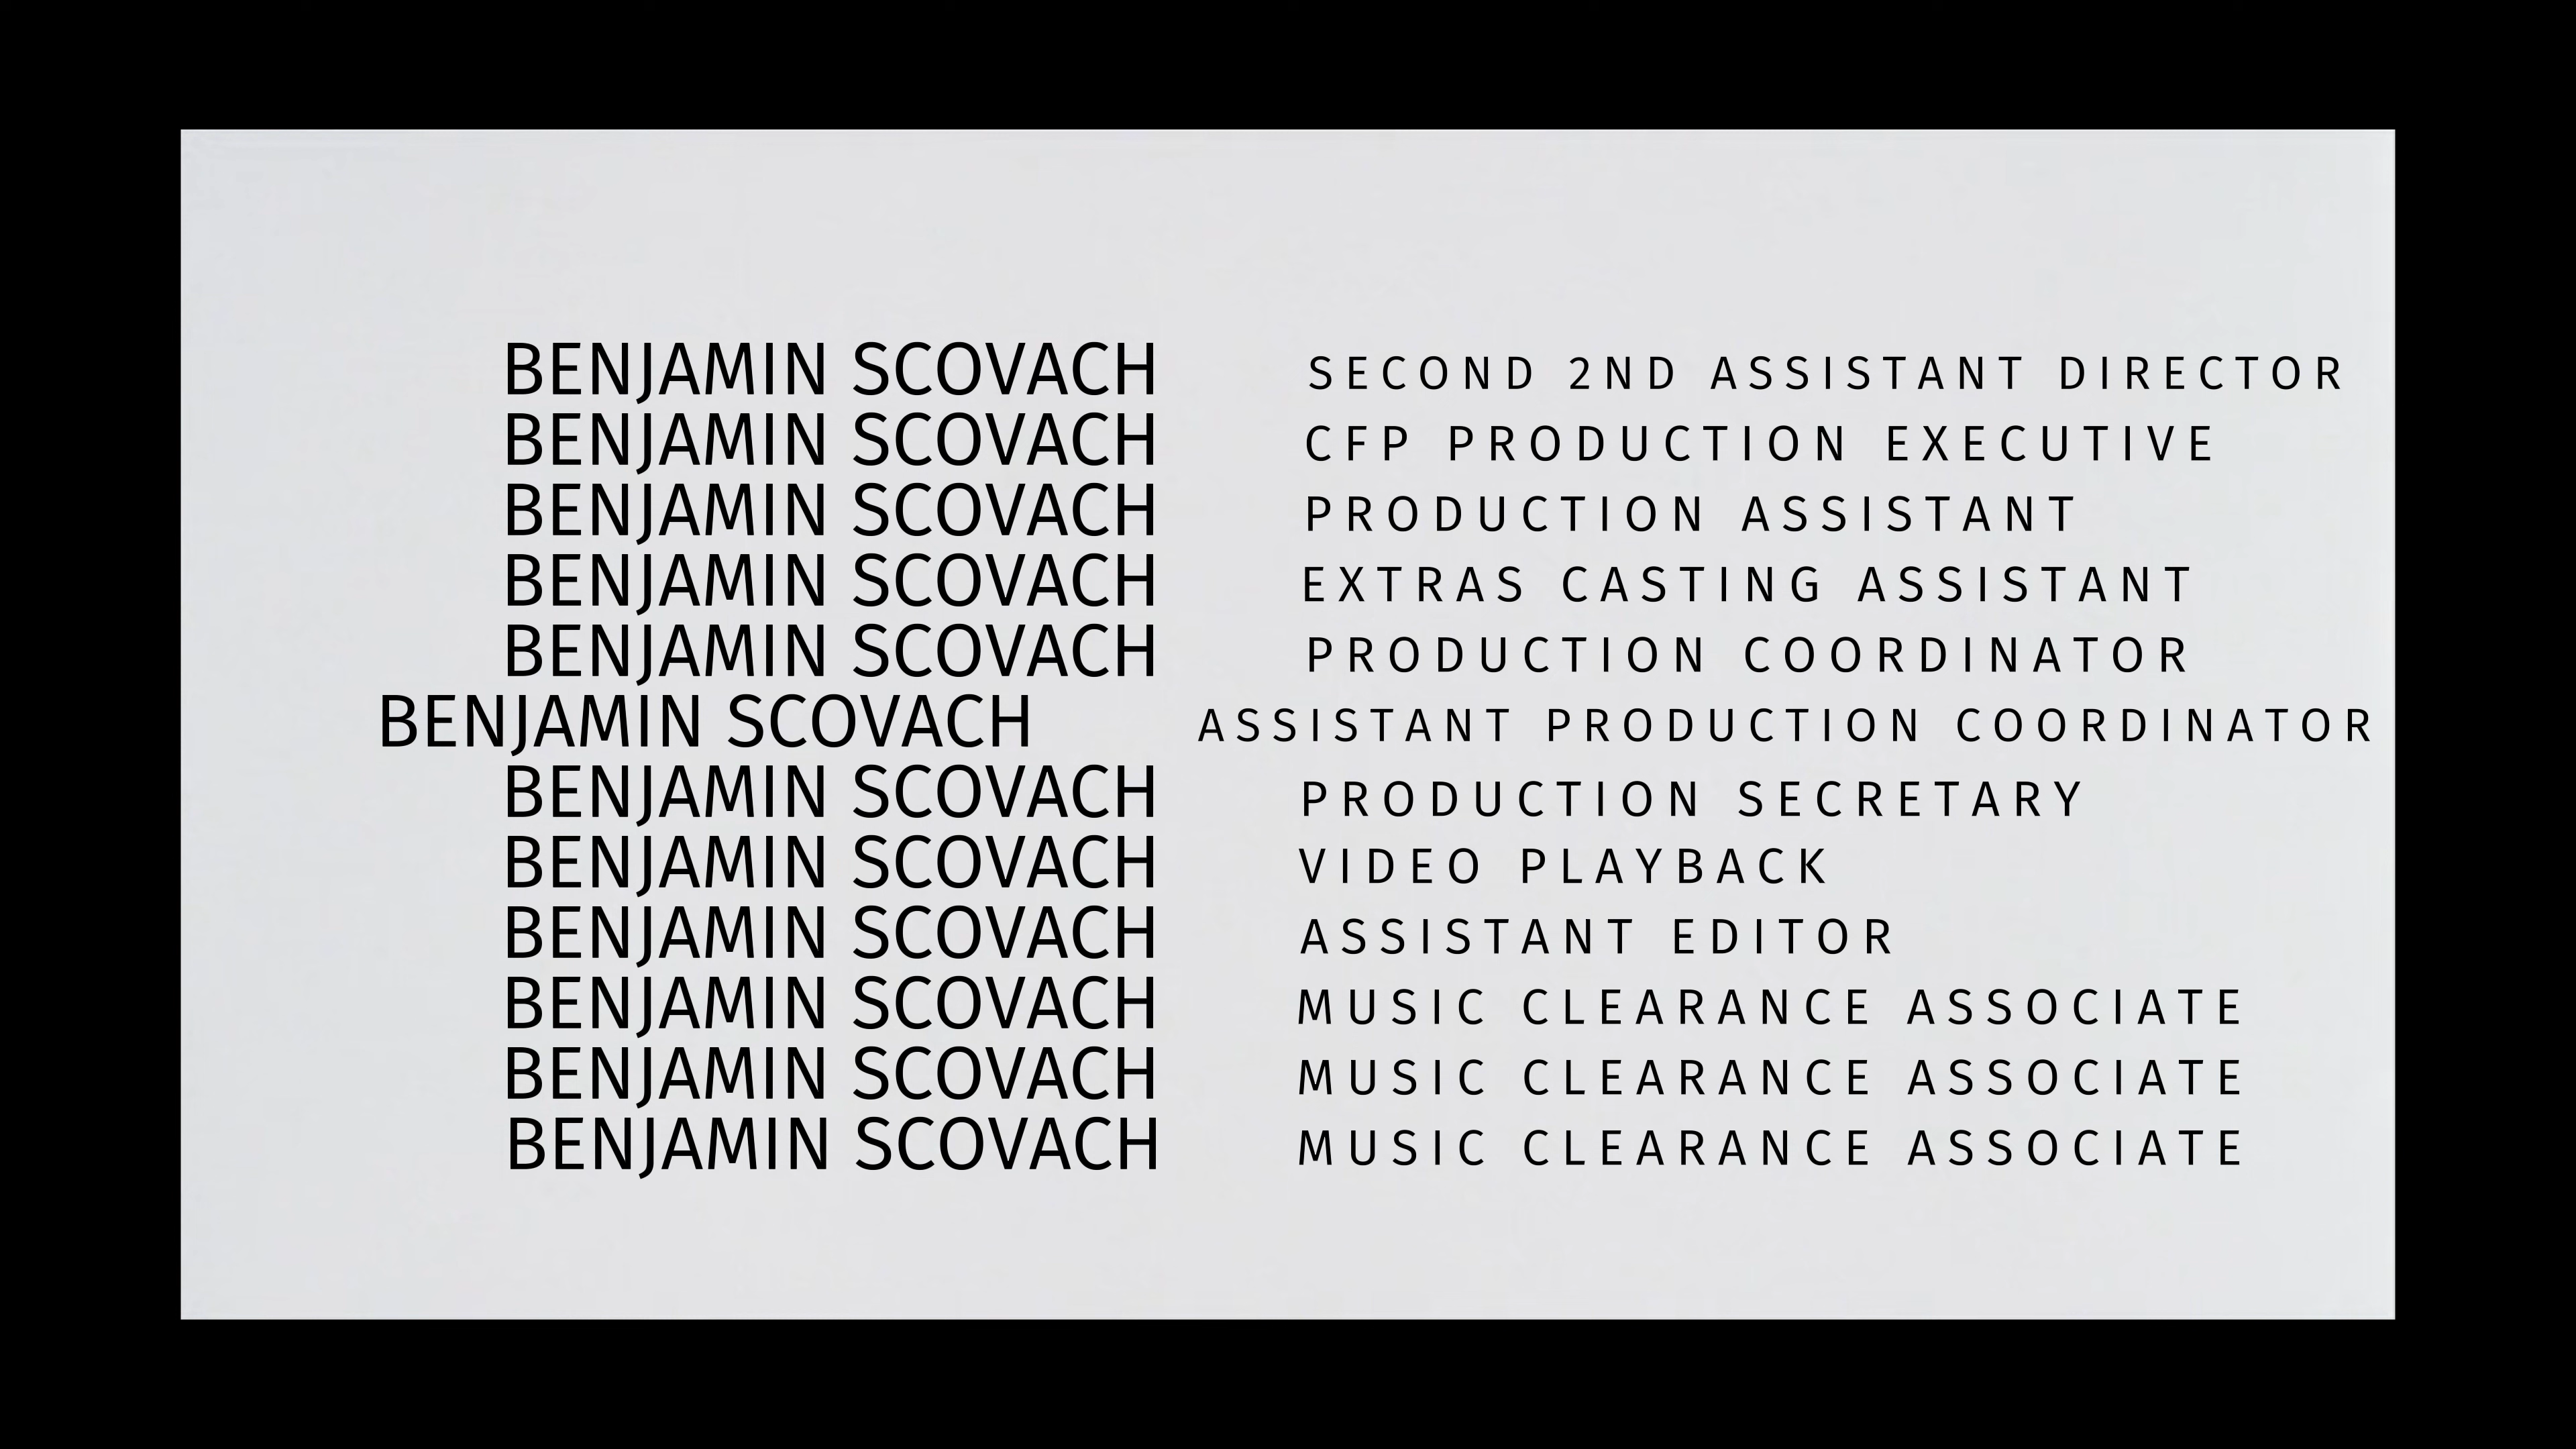 BENJAMIN SCOVACH SECOND 2ND ASSISTANT DIRECTOR
BENJAMIN SCOVACH CFP PRODUCTION EXECUTIVE
BENJAMIN SCOVACH PRODUCTION ASSISTANT
BENJAMIN SCOVACH EXTRAS CASTING ASSISTANT
BENJAMIN SCOVACH PRODUCTION COORDINATOR
BENJAMIN SCOVACH ASSISTANT PRODUCTION COORDINATOR
BENJAMIN SCOVACH PRODUCTION SECRETARY
BENJAMIN SCOVACH VIDEO PLAYBACK
BENJAMIN SCOVACH ASSISTANT EDITOR
BENJAMIN SCOVACH MUSIC CLEARANCE ASSOCIATE
BENJAMIN SCOVACH MUSIC CLEARANCE ASSOCIATE
BENJAMIN SCOVACH MUSIC CLEARANCE ASSOCIATE